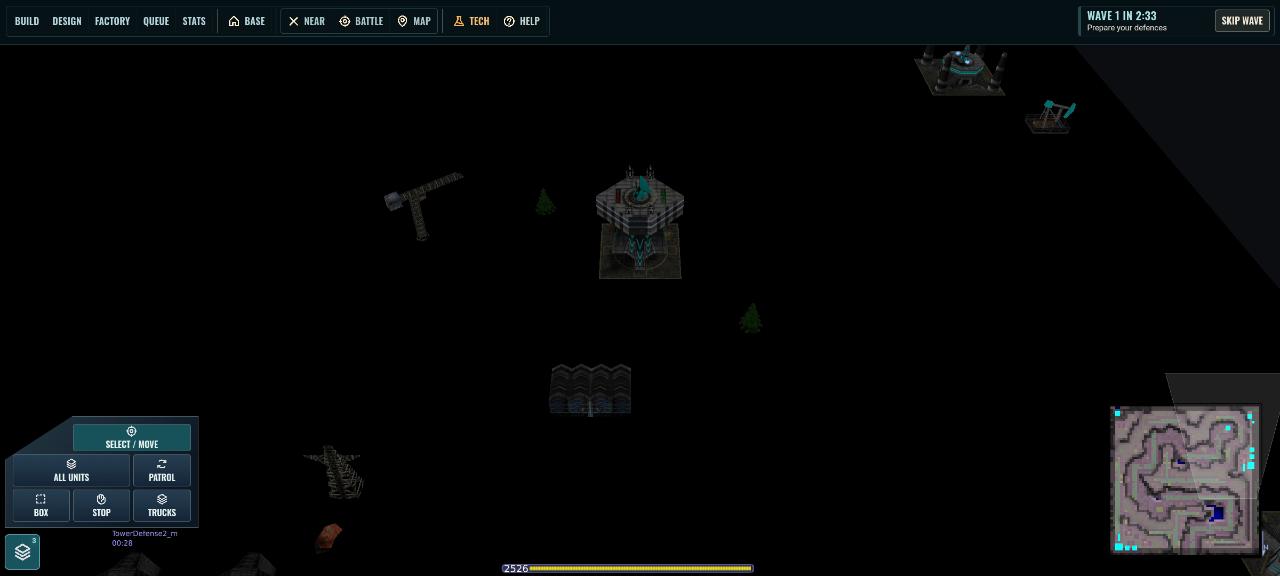 BUILD DESIGN FACTORY QUEUE STATS BASE NEAR BATTLE MAP TECH HELP
WAVE 1 IN 2:33
Prepare your defences
SKIP WAVE
SELECT / MOVE
ALL UNITS PATROL
BOX STOP TRUCKS
TowerDefense2_m
00:28
3
2526
N